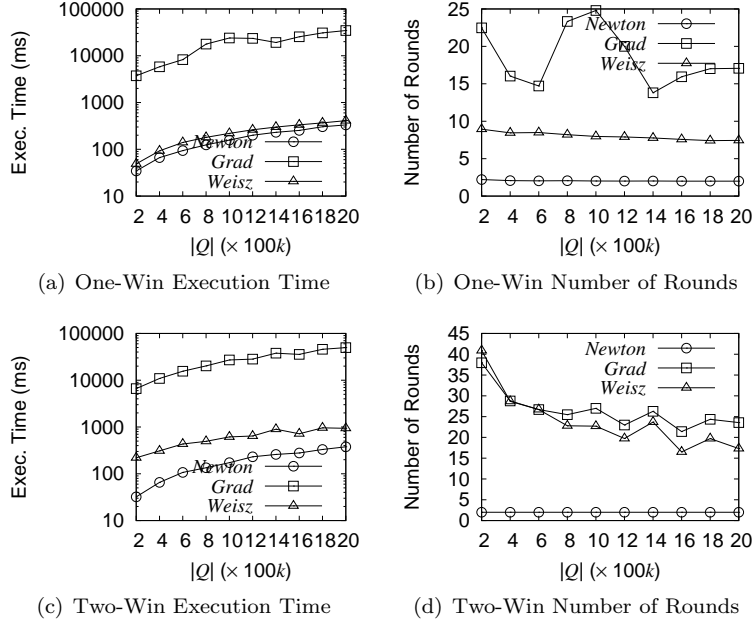 100000
10000
1000
100
10
Exec. Time (ms)
Newton
Grad
Weisz
2 4 6 8 10 12 14 16 18 20
|Q| (× 100k)
(a) One-Win Execution Time
25
20
15
10
5
0
Number of Rounds
Newton
Grad
Weisz
2 4 6 8 10 12 14 16 18 20
|Q| (× 100k)
(b) One-Win Number of Rounds
100000
10000
1000
100
10
Exec. Time (ms)
Newton
Grad
Weisz
2 4 6 8 10 12 14 16 18 20
|Q| (× 100k)
(c) Two-Win Execution Time
45
40
35
30
25
20
15
10
5
0
Number of Rounds
Newton
Grad
Weisz
2 4 6 8 10 12 14 16 18 20
|Q| (× 100k)
(d) Two-Win Number of Rounds